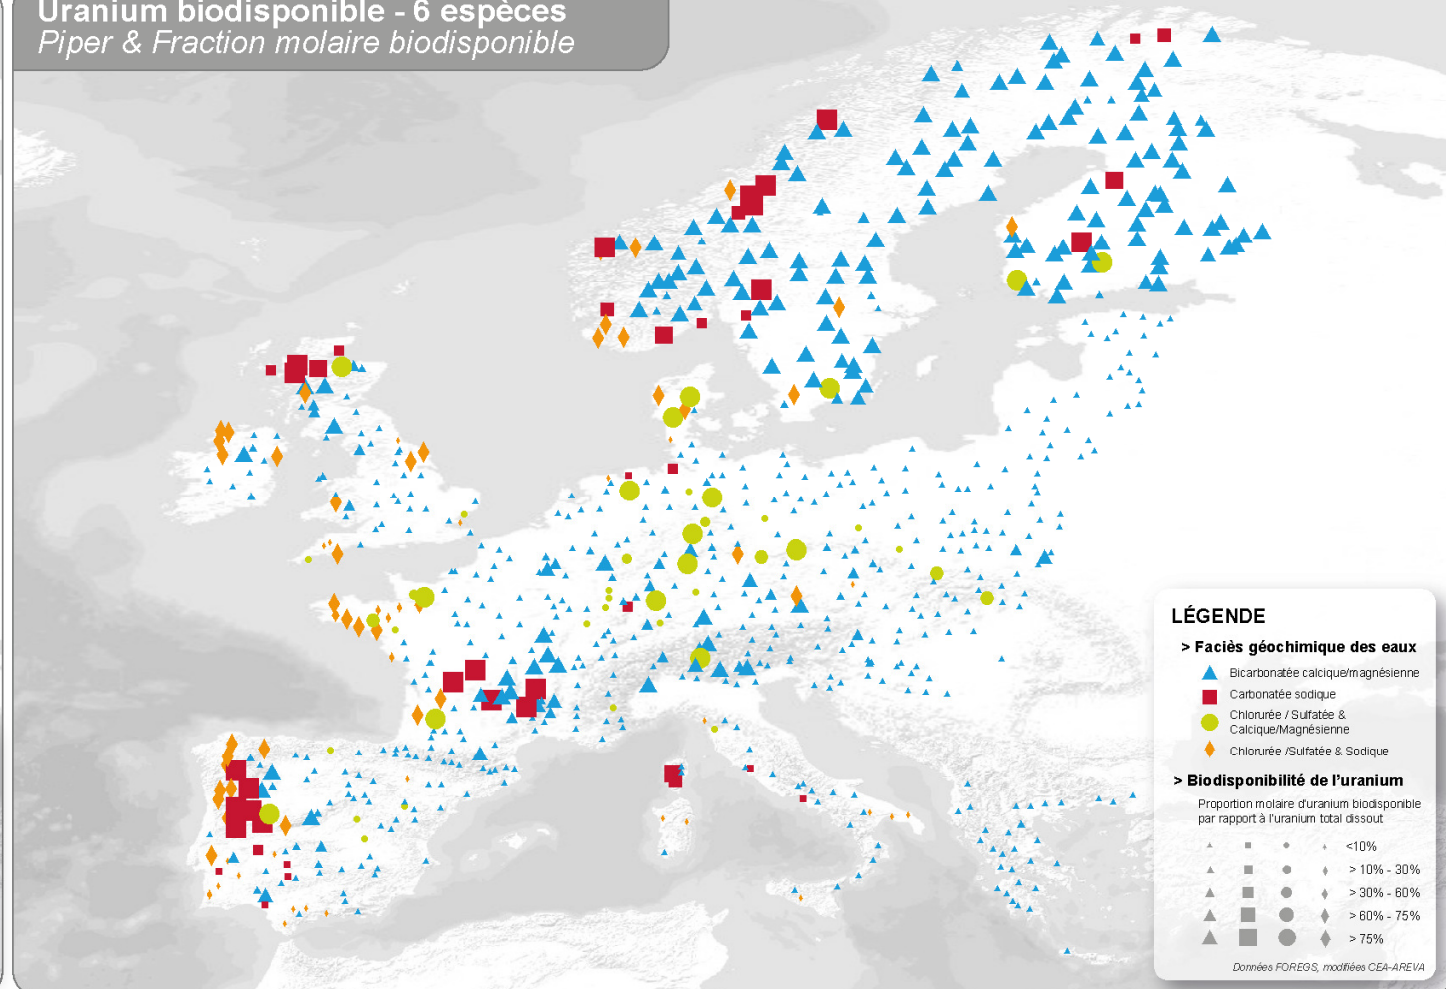 Uranium biodisponible - 6 espèces
Piper & Fraction molaire biodisponible
LÉGENDE
> Faciès géochimique des eaux
Bicarbonatée calcique/magnésienne
Carbonatée sodique
Chlorurée / Sulfatée &
Calcique/Magnésienne
Chlorurée /Sulfatée & Sodique
> Biodisponibilité de l'uranium
Proportion molaire d'uranium biodisponible
par rapport à l'uranium total dissout
<10%
> 10% - 30%
> 30% - 60%
> 60% - 75%
> 75%
Données FOREGS, modifiées CEA-AREVA